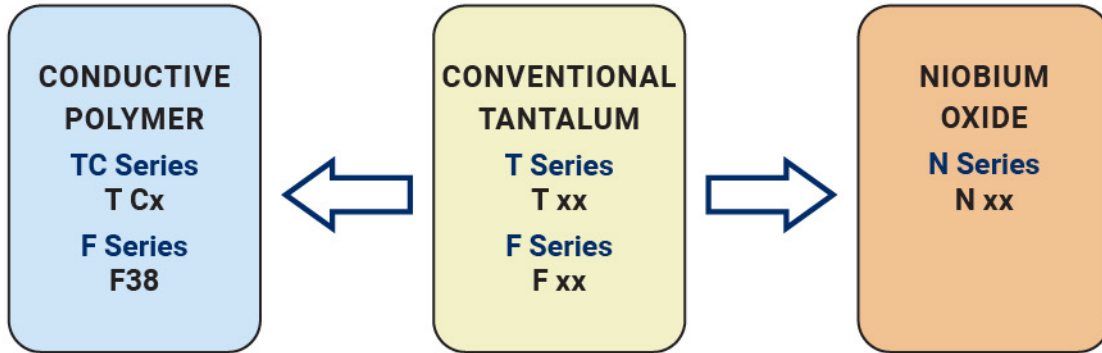 CONDUCTIVE
POLYMER
TC Series
T Cx
F Series
F38
CONVENTIONAL
TANTALUM
T Series
T xx
F Series
F xx
NIOBIUM
OXIDE
N Series
N xx